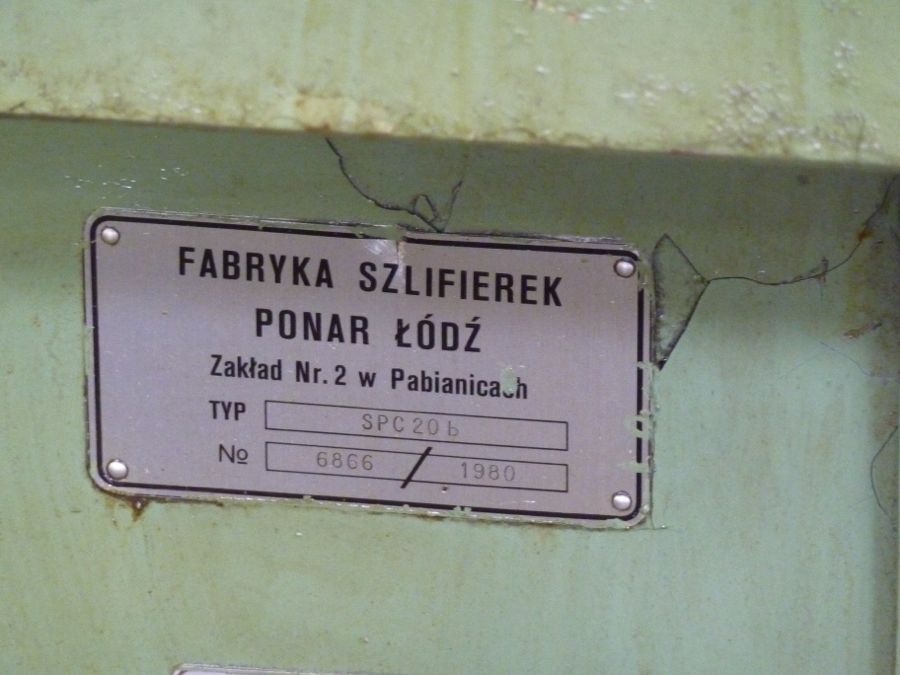 FABRYKA SZLIFIEREK
PONAR ŁÓDŹ
Zakład Nr. 2 w Pabianicach
TYP SPC 20 b
№ 6866 / 1980